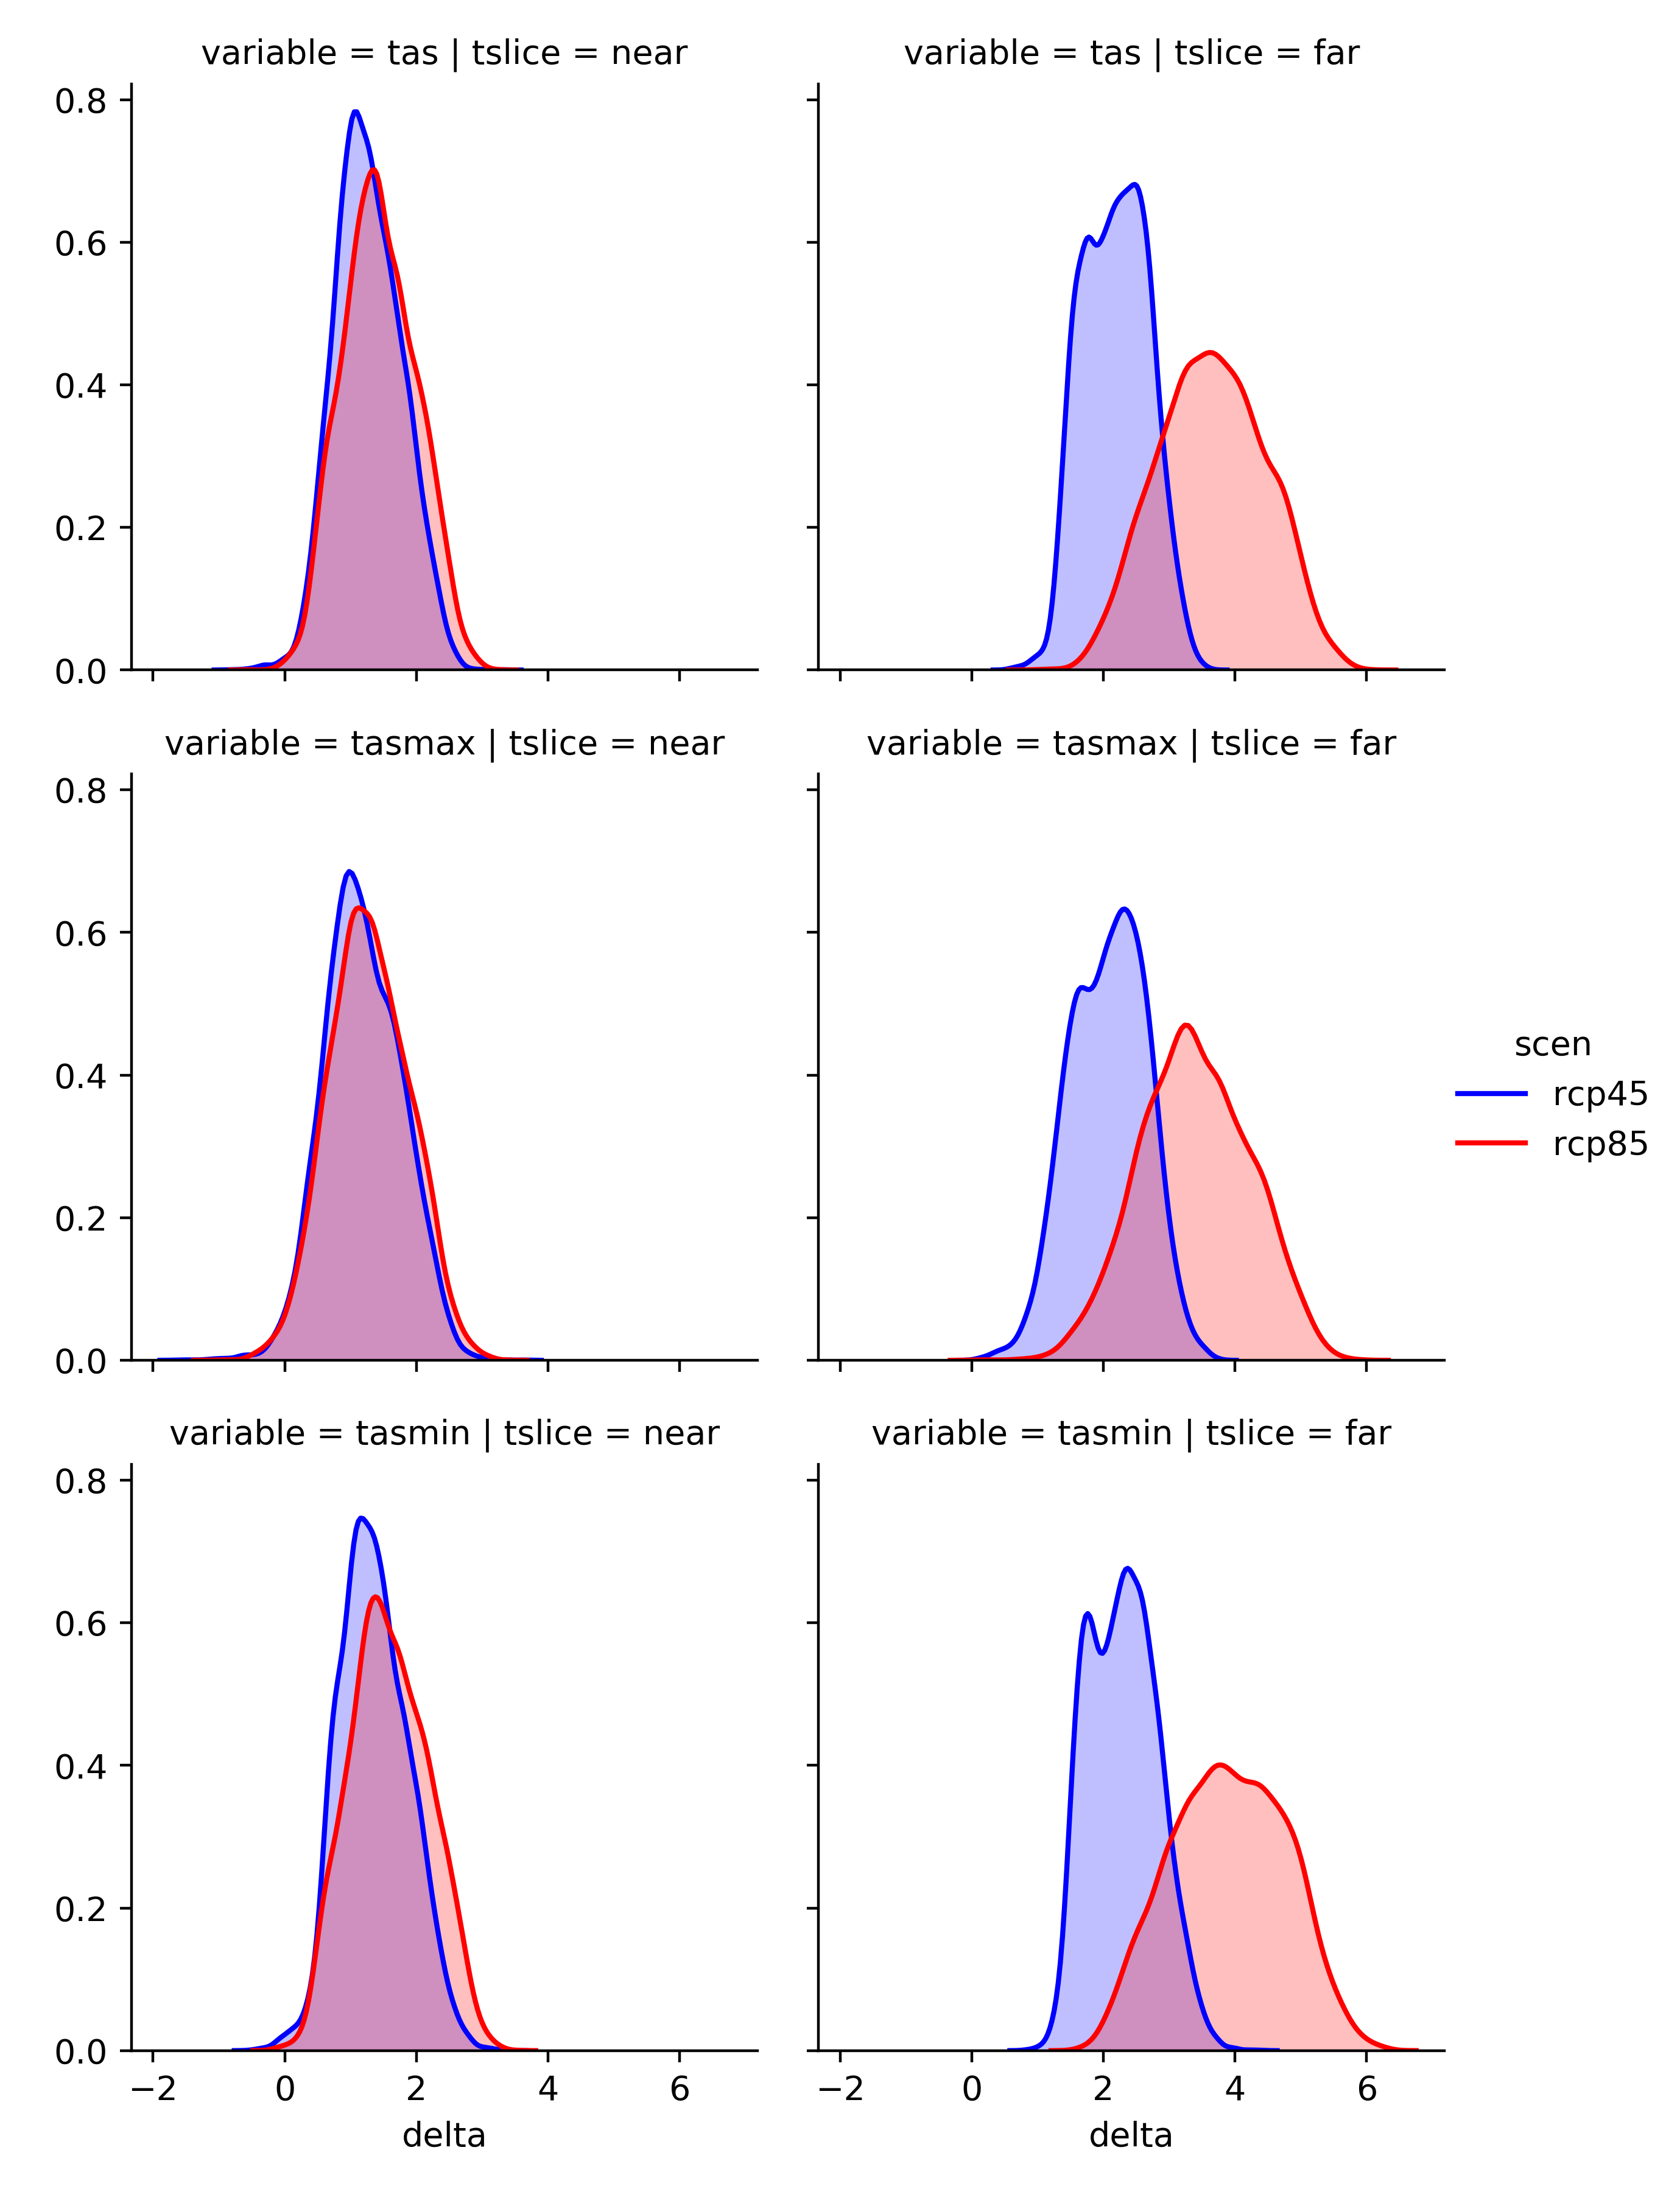 variable = tas | tslice = near
variable = tas | tslice = far
0.8
0.6
0.4
0.2
0.0
variable = tasmax | tslice = near
variable = tasmax | tslice = far
0.8
0.6
0.4
0.2
0.0
scen
rcp45
rcp85
variable = tasmin | tslice = near
variable = tasmin | tslice = far
0.8
0.6
0.4
0.2
0.0
−2 0 2 4 6
−2 0 2 4 6
delta
delta